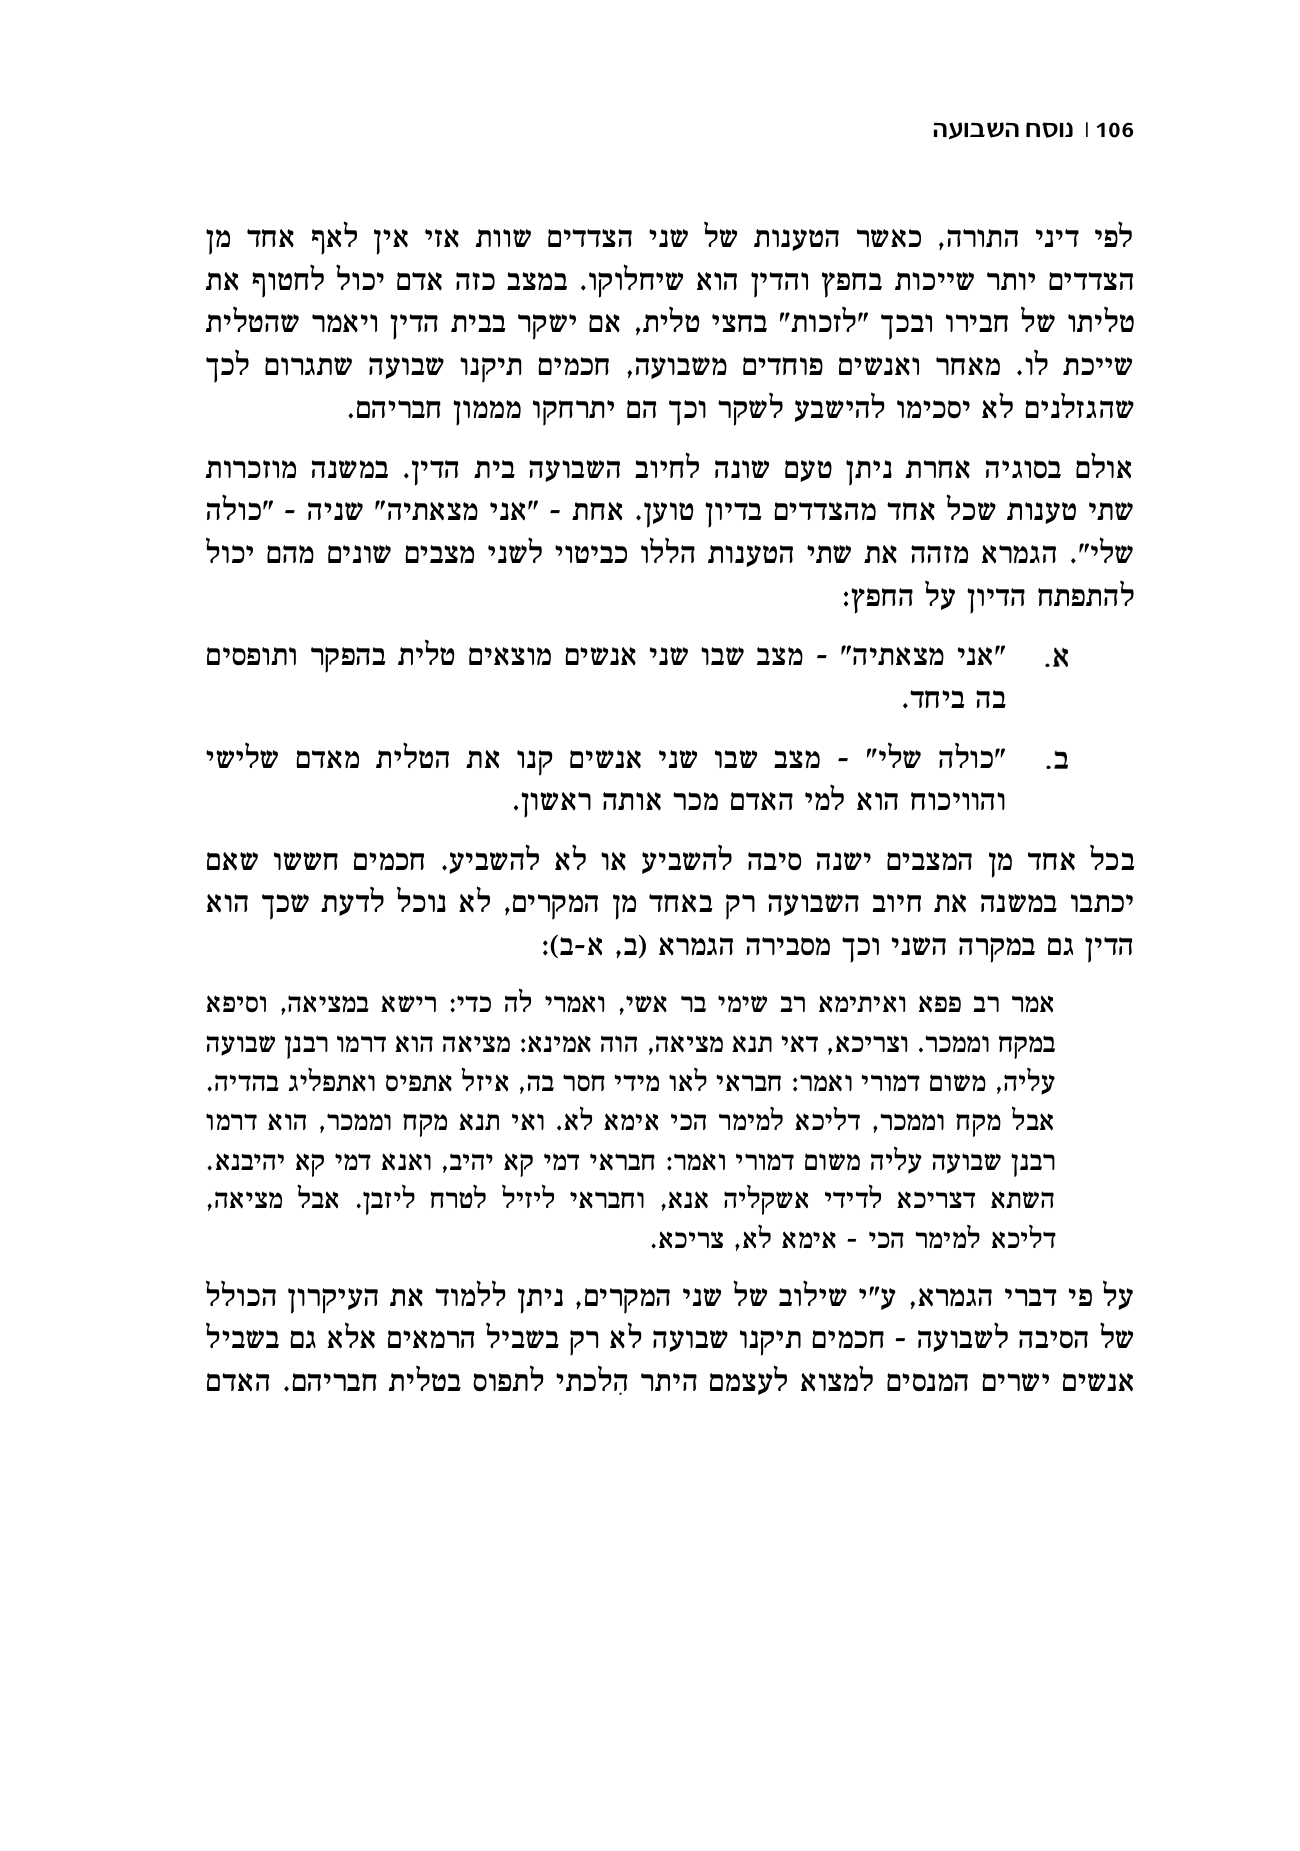 106 | נוסח השבועה
לפי דיני התורה, כאשר הטענות של שני הצדדים שוות אזי אין לאף אחד מן
הצדדים יותר שייכות בחפץ והדין הוא שיחלוקו. במצב כזה אדם יכול לחטוף את
טליתו של חבירו ובכך "לזכות" בחצי טלית, אם ישקר בבית הדין ויאמר שהטלית
שייכת לו. מאחר ואנשים פוחדים משבועה, חכמים תיקנו שבועה שתגרום לכך
שהגזלנים לא יסכימו להישבע לשקר וכך הם יתרחקו מממון חבריהם.
אולם בסוגיה אחרת ניתן טעם שונה לחיוב השבועה בית הדין. במשנה מוזכרות
שתי טענות שכל אחד מהצדדים בדיון טוען. אחת - "אני מצאתיה" שניה - "כולה
שלי". הגמרא מזהה את שתי הטענות הללו כביטוי לשני מצבים שונים מהם יכול
להתפתח הדיון על החפץ:
א. "אני מצאתיה" - מצב שבו שני אנשים מוצאים טלית בהפקר ותופסים
בה ביחד.
ב. "כולה שלי" - מצב שבו שני אנשים קנו את הטלית מאדם שלישי
והוויכוח הוא למי האדם מכר אותה ראשון.
בכל אחד מן המצבים ישנה סיבה להשביע או לא להשביע. חכמים חששו שאם
יכתבו במשנה את חיוב השבועה רק באחד מן המקרים, לא נוכל לדעת שכך הוא
הדין גם במקרה השני וכך מסבירה הגמרא (ב, א-ב):
אמר רב פפא ואיתימא רב שימי בר אשי, ואמרי לה כדי: רישא במציאה, וסיפא
במקח וממכר. וצריכא, דאי תנא מציאה, הוה אמינא: מציאה הוא דרמו רבנן שבועה
עליה, משום דמורי ואמר: חבראי לאו מידי חסר בה, איזל אתפיס ואתפליג בהדיה.
אבל מקח וממכר, דליכא למימר הכי אימא לא. ואי תנא מקח וממכר, הוא דרמו
רבנן שבועה עליה משום דמורי ואמר: חבראי דמי קא יהיב, ואנא דמי קא יהיבנא.
השתא דצריכא לדידי אשקליה אנא, וחבראי ליזיל לטרח ליזבן. אבל מציאה,
דליכא למימר הכי - אימא לא, צריכא.
על פי דברי הגמרא, ע"י שילוב של שני המקרים, ניתן ללמוד את העיקרון הכולל
של הסיבה לשבועה - חכמים תיקנו שבועה לא רק בשביל הרמאים אלא גם בשביל
אנשים ישרים המנסים למצוא לעצמם היתר הִלכתי לתפוס בטלית חבריהם. האדם